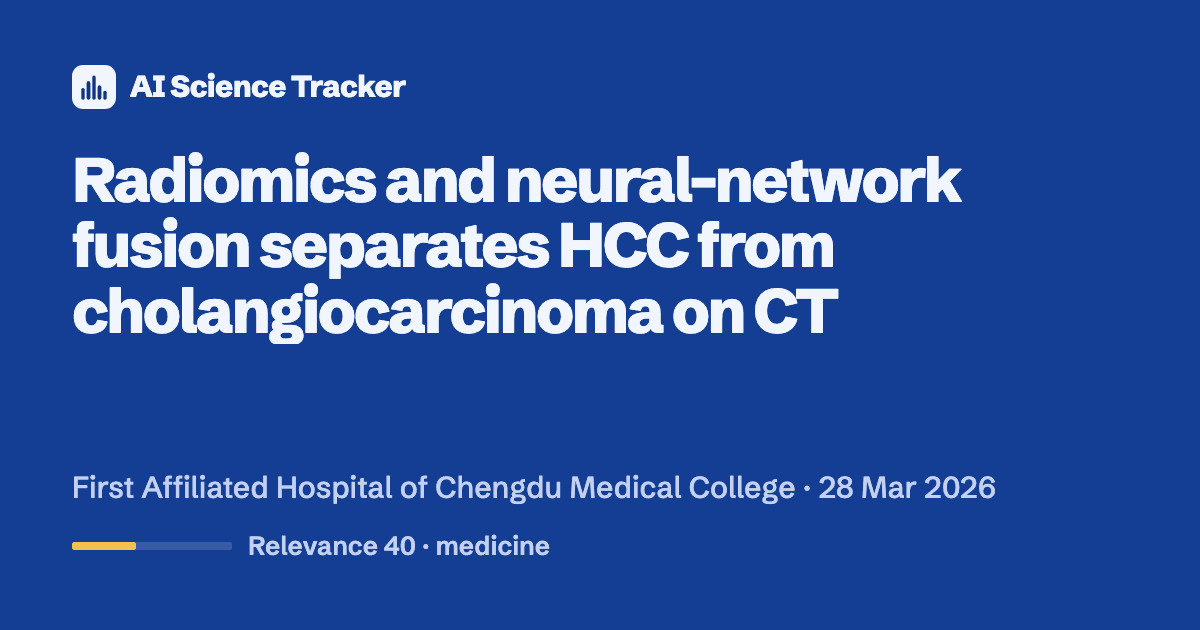 AI Science Tracker
Radiomics and neural-network
fusion separates HCC from
cholangiocarcinoma on CT
First Affiliated Hospital of Chengdu Medical College · 28 Mar 2026
Relevance 40 · medicine